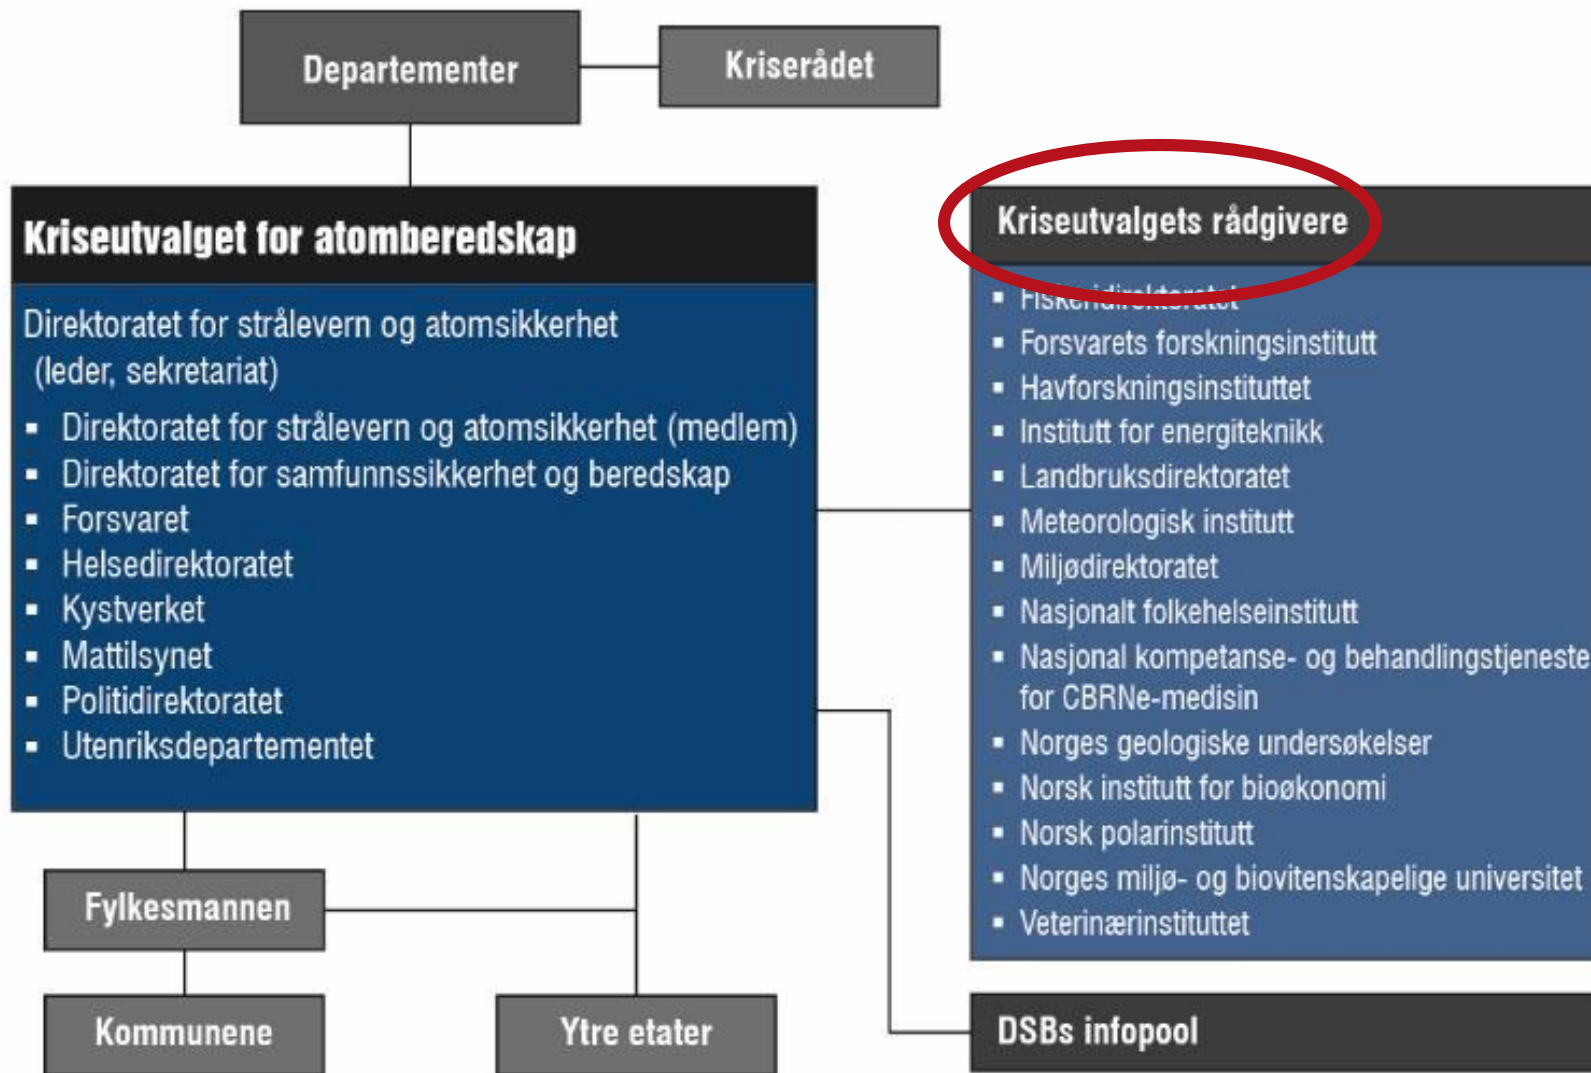 Departementer
Kriserådet
Kriseutvalget for atomberedskap
Direktoratet for strålevern og atomsikkerhet
(leder, sekretariat)
▪ Direktoratet for strålevern og atomsikkerhet (medlem)
▪ Direktoratet for samfunnssikkerhet og beredskap
▪ Forsvaret
▪ Helsedirektoratet
▪ Kystverket
▪ Mattilsynet
▪ Politidirektoratet
▪ Utenriksdepartementet
Kriseutvalgets rådgivere
▪ Fiskeridirektoratet
▪ Forsvarets forskningsinstitutt
▪ Havforskningsinstituttet
▪ Institutt for energiteknikk
▪ Landbruksdirektoratet
▪ Meteorologisk institutt
▪ Miljødirektoratet
▪ Nasjonalt folkehelseinstitutt
▪ Nasjonal kompetanse- og behandlingstjeneste
for CBRNe-medisin
▪ Norges geologiske undersøkelser
▪ Norsk institutt for bioøkonomi
▪ Norsk polarinstitutt
▪ Norges miljø- og biovitenskapelige universitet
▪ Veterinærinstituttet
Fylkesmannen
Kommunene
Ytre etater
DSBs infopool